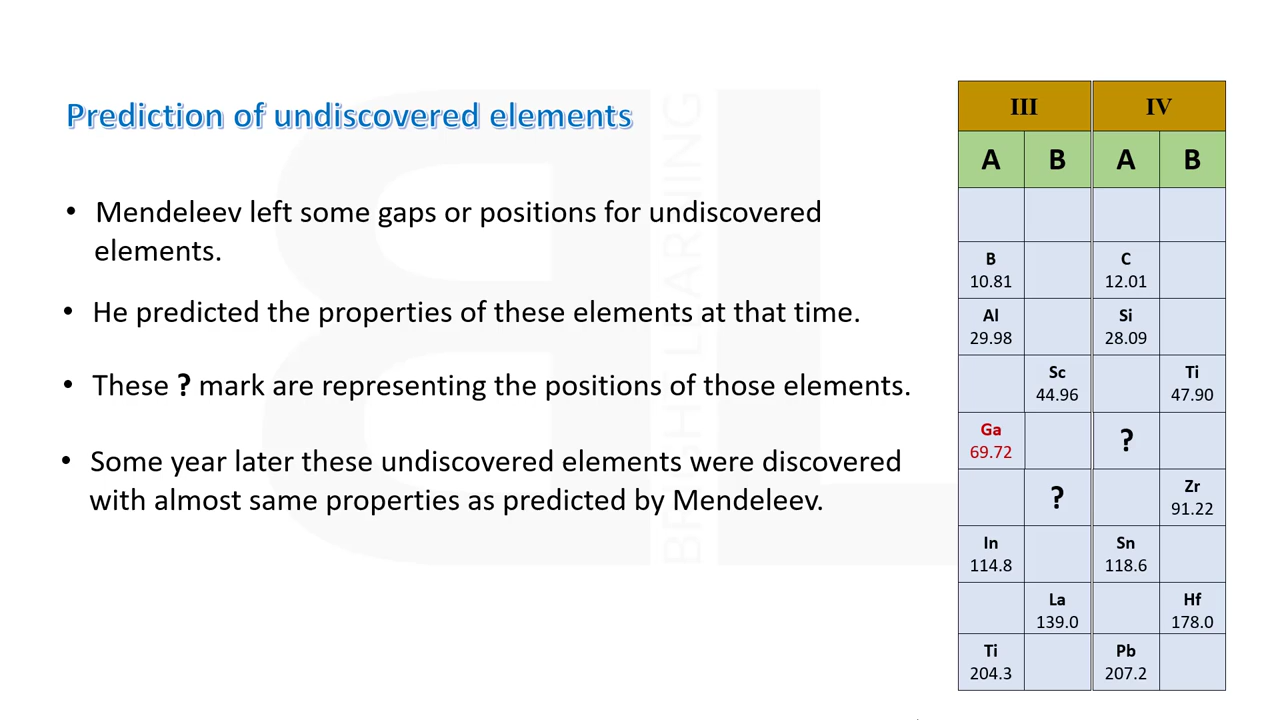 Prediction of undiscovered elements
• Mendeleev left some gaps or positions for undiscovered
elements.
• He predicted the properties of these elements at that time.
• These ? mark are representing the positions of those elements.
• Some year later these undiscovered elements were discovered
with almost same properties as predicted by Mendeleev.
III IV
A B A B
B C
10.81 12.01
Al Si
29.98 28.09
Sc Ti
44.96 47.90
Ga ?
69.72
? Zr
91.22
In Sn
114.8 118.6
La Hf
139.0 178.0
Ti Pb
204.3 207.2
BRIGHT LEARNING